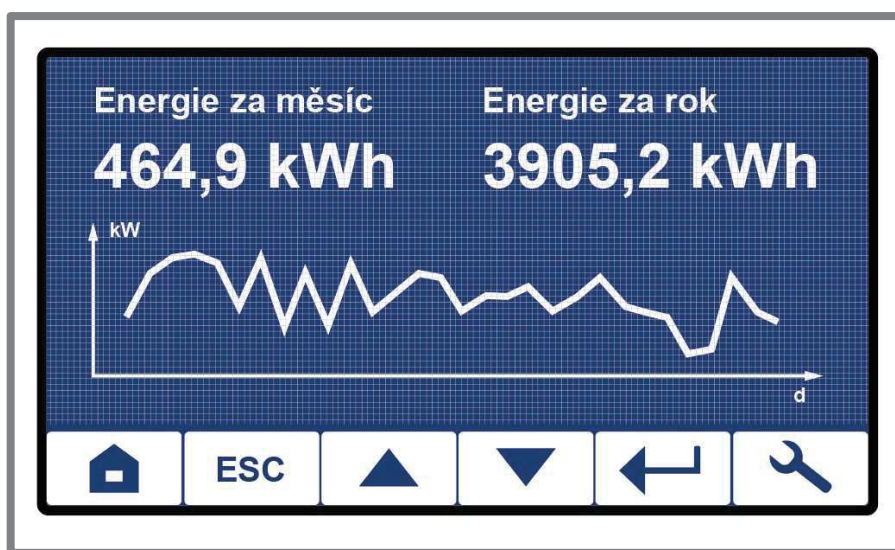 Energie za měsíc
464,9 kWh
Energie za rok
3905,2 kWh
kW
d
ESC